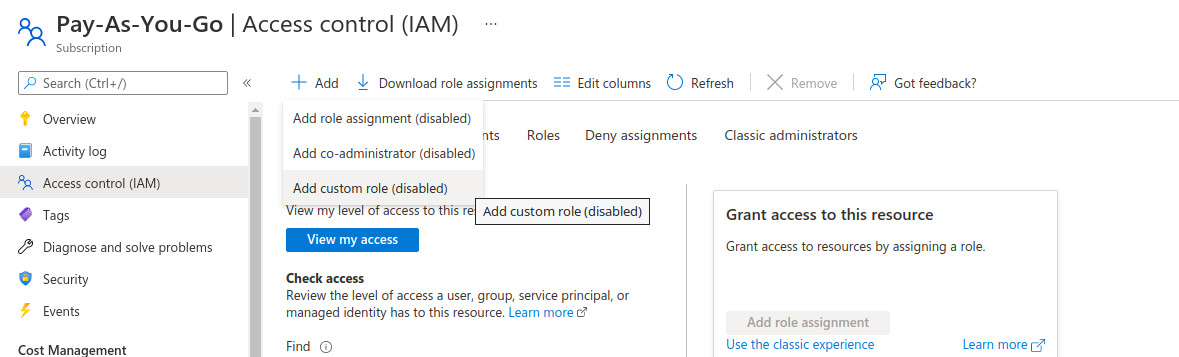 Pay-As-You-Go | Access control (IAM) ...
Subscription
Search (Ctrl+/) «
Add Download role assignments Edit columns Refresh Remove Got feedback?
Overview
Activity log
Access control (IAM)
Tags
Diagnose and solve problems
Security
Events
Cost Management
Add role assignment (disabled)
Add co-administrator (disabled)
Add custom role (disabled)
Add custom role (disabled)
Roles Deny assignments Classic administrators
View my level of access to this
View my access
Check access
Review the level of access a user, group, service principal, or
managed identity has to this resource. Learn more
Find
Grant access to this resource
Grant access to resources by assigning a role.
Add role assignment
Use the classic experience Learn more